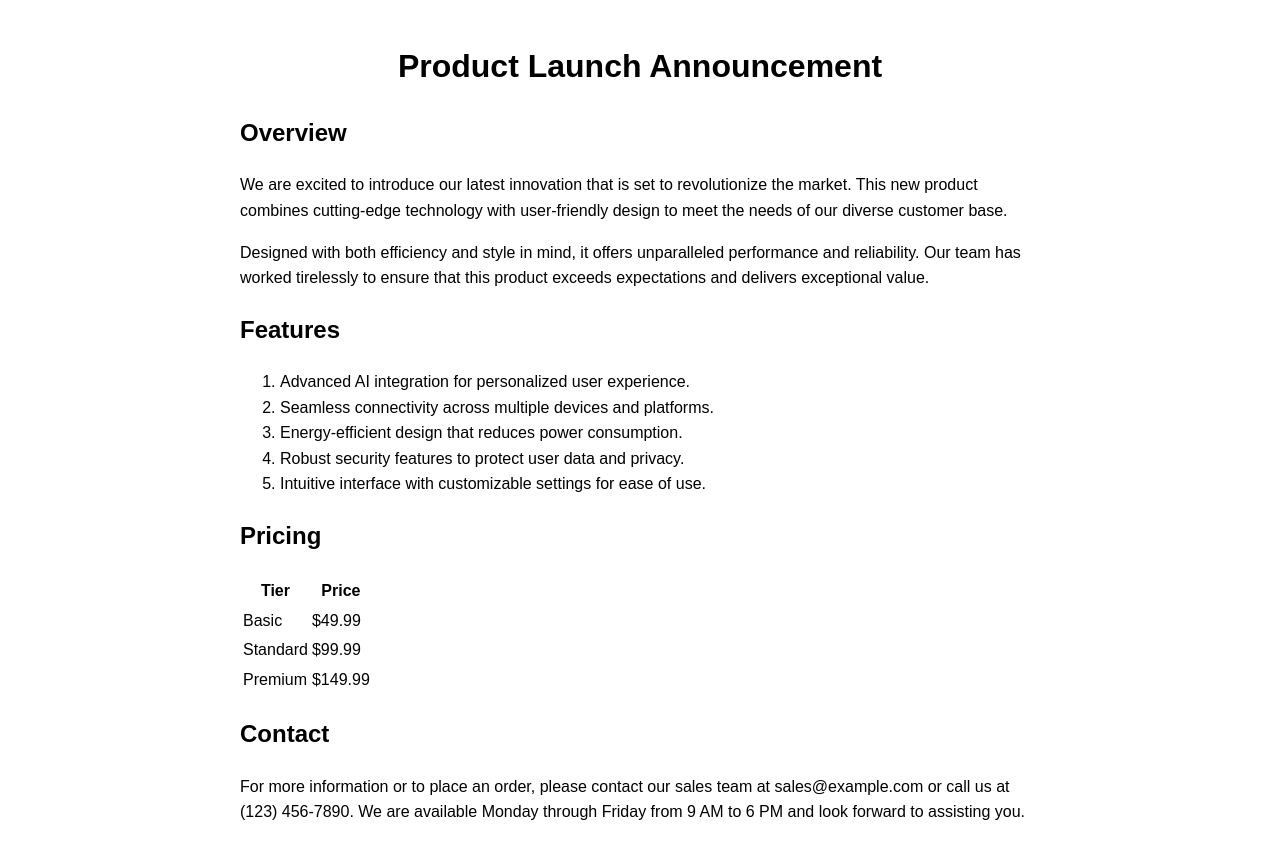 Product Launch Announcement
Overview
We are excited to introduce our latest innovation that is set to revolutionize the market. This new product
combines cutting-edge technology with user-friendly design to meet the needs of our diverse customer base.
Designed with both efficiency and style in mind, it offers unparalleled performance and reliability. Our team has
worked tirelessly to ensure that this product exceeds expectations and delivers exceptional value.
Features
1. Advanced AI integration for personalized user experience.
2. Seamless connectivity across multiple devices and platforms.
3. Energy-efficient design that reduces power consumption.
4. Robust security features to protect user data and privacy.
5. Intuitive interface with customizable settings for ease of use.
Pricing
Tier Price
Basic $49.99
Standard $99.99
Premium $149.99
Contact
For more information or to place an order, please contact our sales team at sales@example.com or call us at
(123) 456-7890. We are available Monday through Friday from 9 AM to 6 PM and look forward to assisting you.